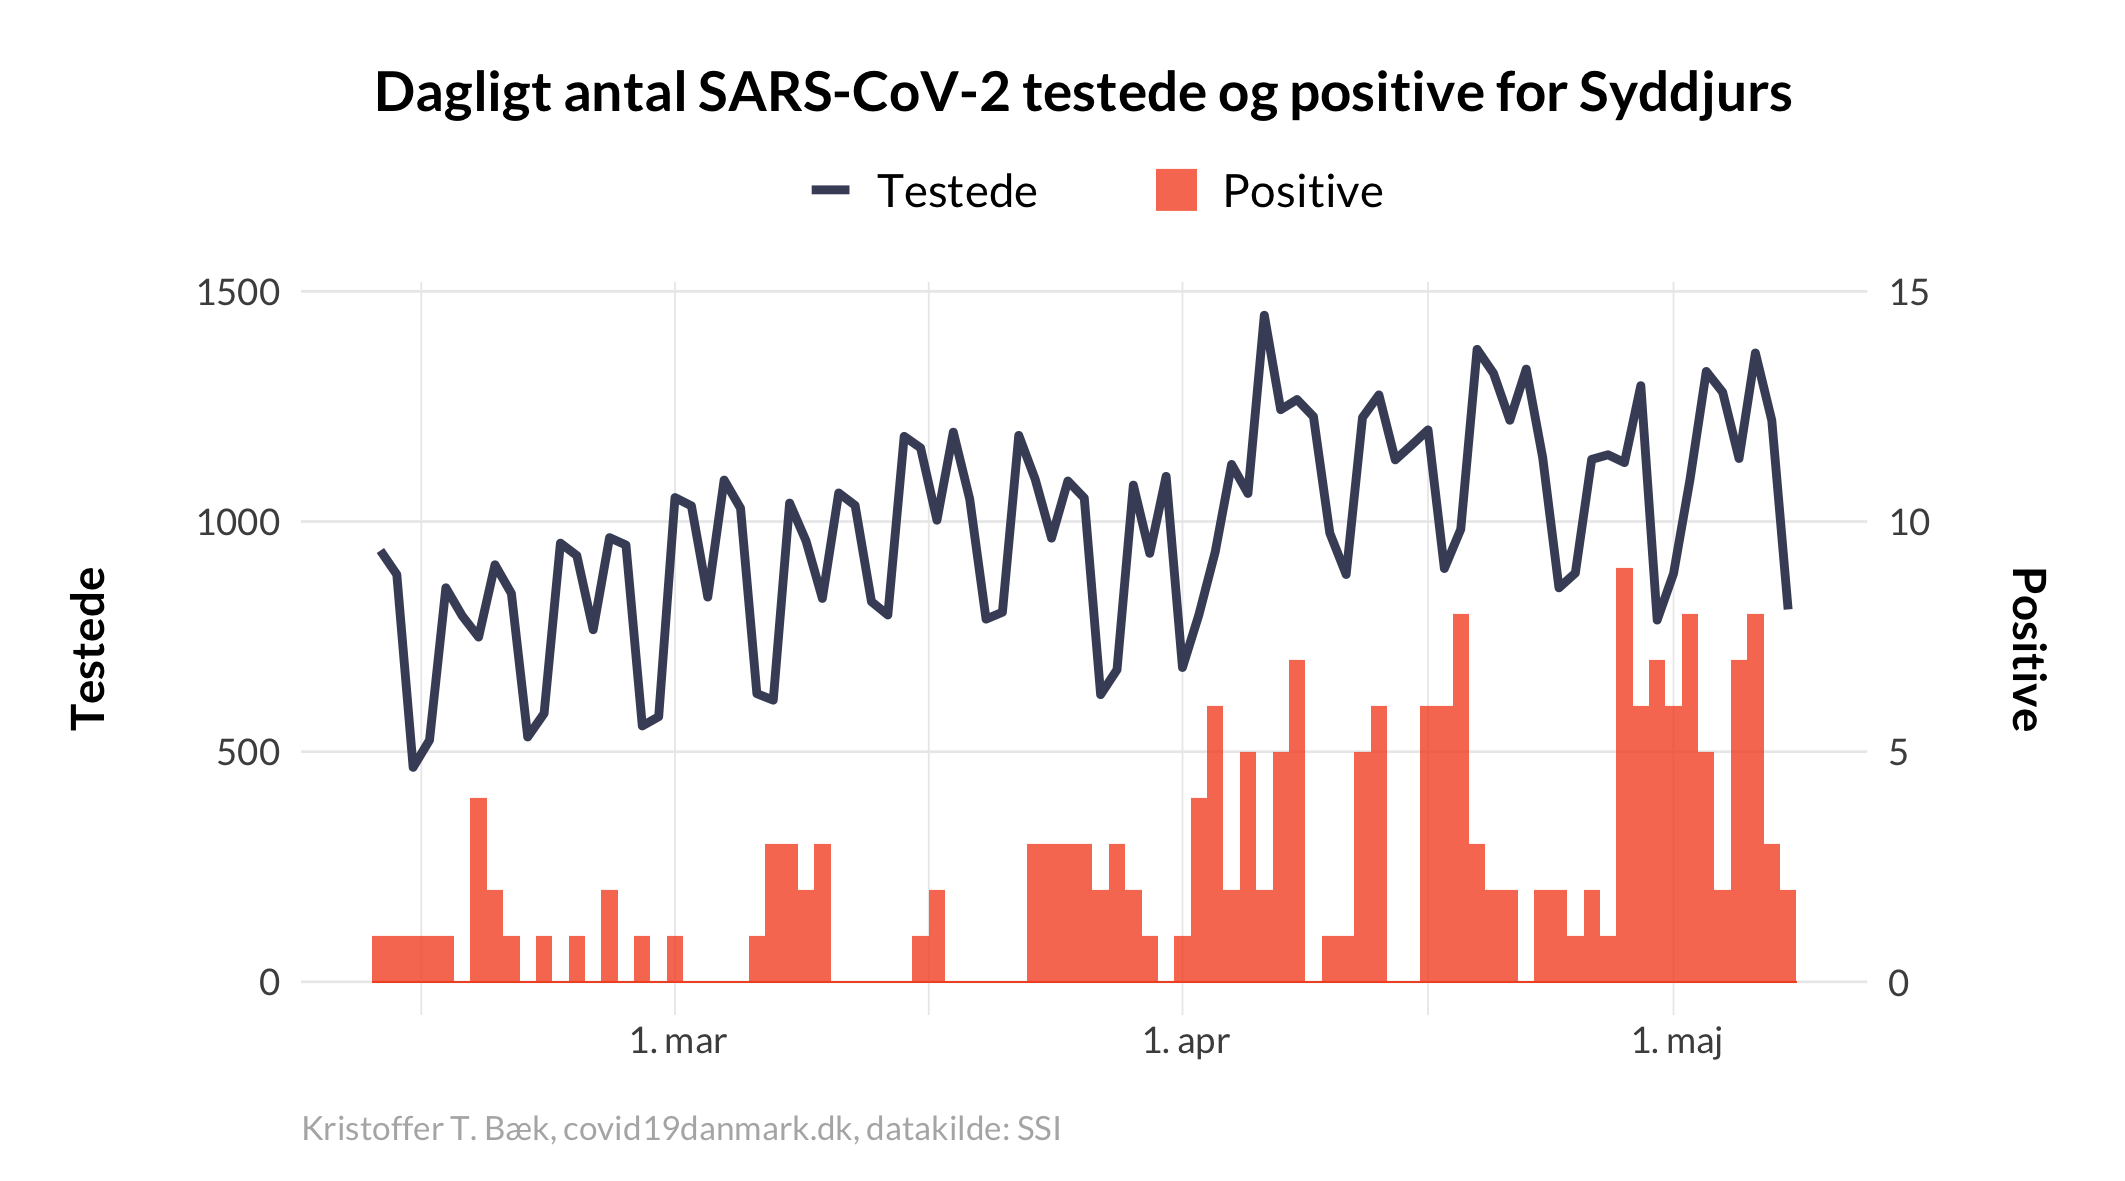 Dagligt antal SARS-CoV-2 testede og positive for Syddjurs
Testede Positive
1500 15
1000 10
Testede
Positive
500 5
0 0
1. mar 1. apr 1. maj
Kristoffer T. Bæk, covid19danmark.dk, datakilde: SSI